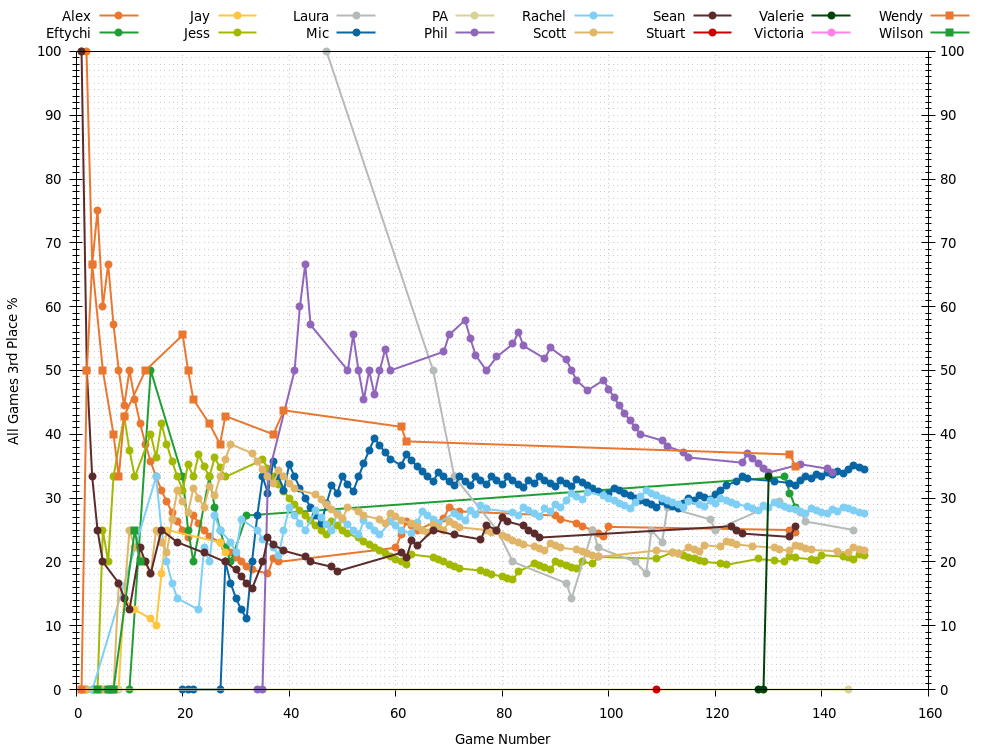 Alex Jay Laura PA Rachel Sean Valerie Wendy
Eftychi Jess Mic Phil Scott Stuart Victoria Wilson
100 100
90 90
80 80
70 70
60 60
50 50
40 40
30 30
20 20
10 10
0 0
All Games 3rd Place %
0 20 40 60 80 100 120 140 160
Game Number